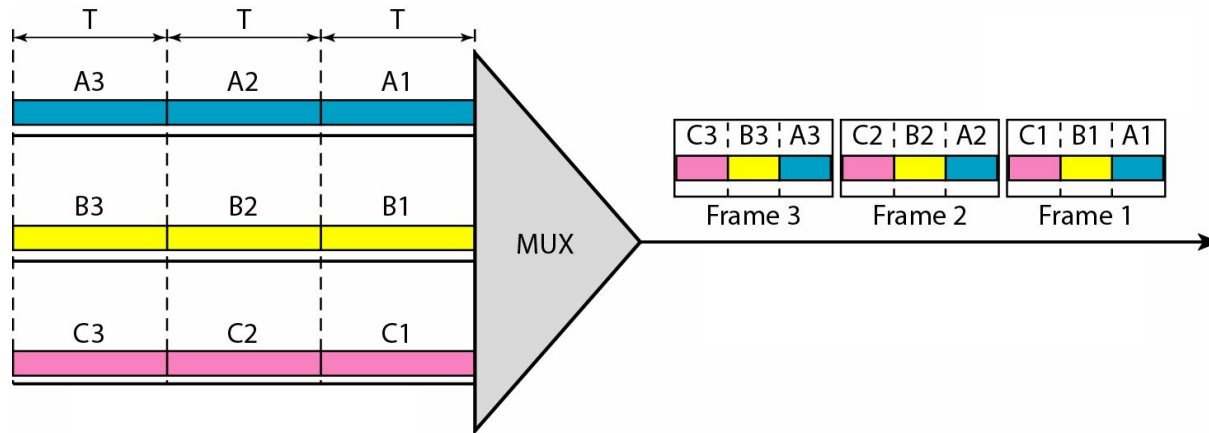 T T T
A3 A2 A1
B3 B2 B1
C3 C2 C1
MUX
C3 B3 A3 C2 B2 A2 C1 B1 A1
Frame 3 Frame 2 Frame 1